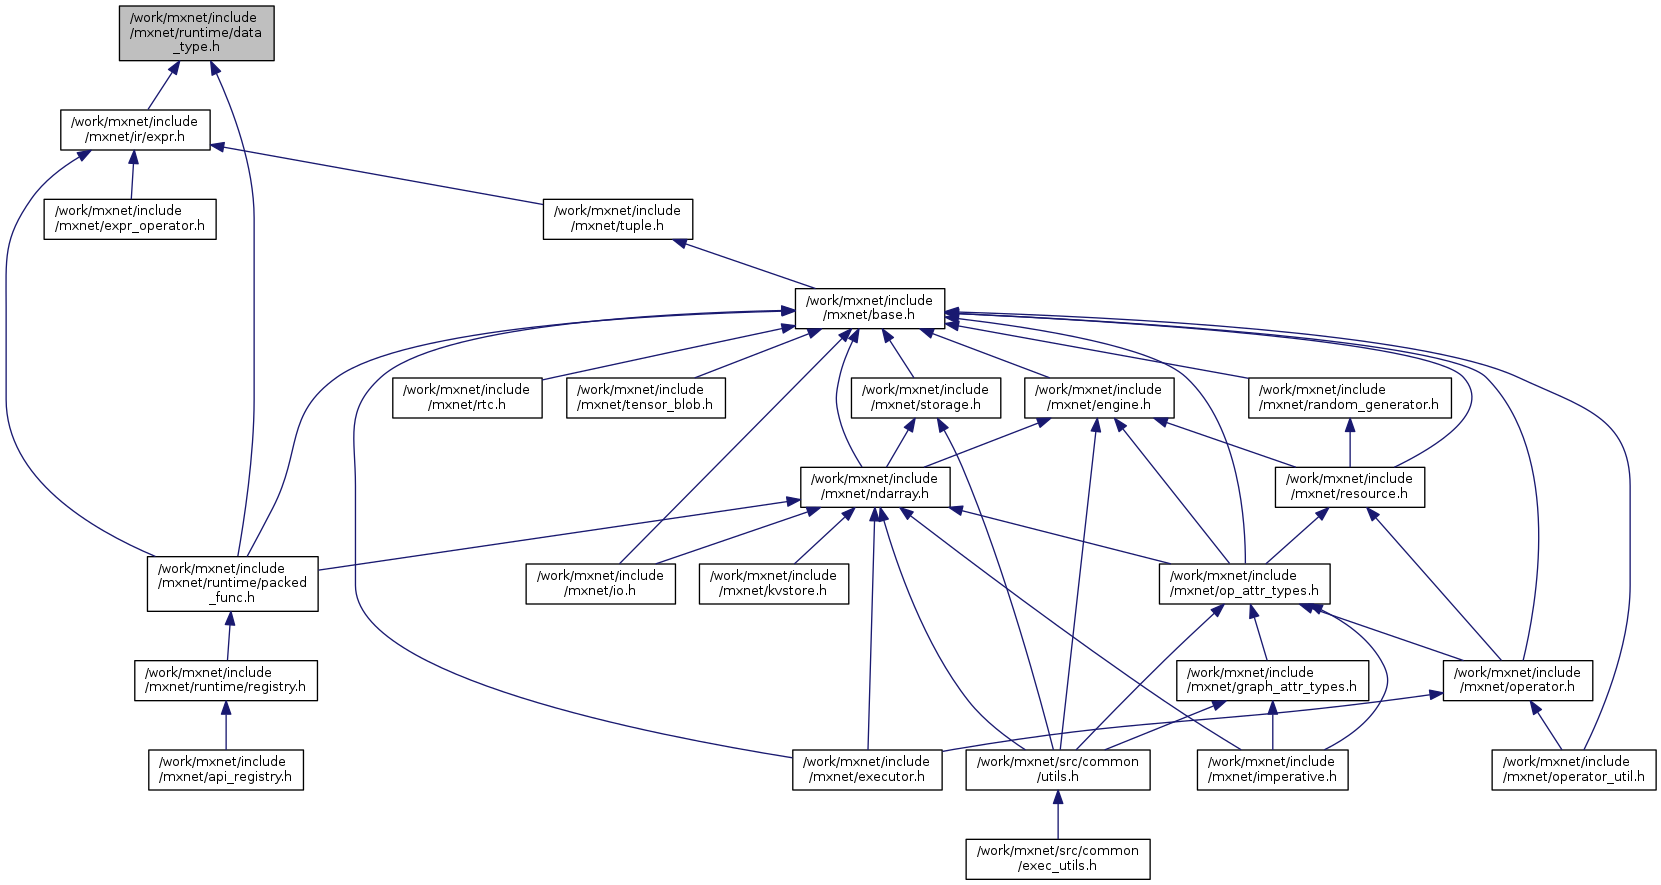 /work/mxnet/include
/mxnet/runtime/data
_type.h
/work/mxnet/include
/mxnet/ir/expr.h
/work/mxnet/include
/mxnet/expr_operator.h
/work/mxnet/include
/mxnet/tuple.h
/work/mxnet/include
/mxnet/base.h
/work/mxnet/include
/mxnet/rtc.h
/work/mxnet/include
/mxnet/tensor_blob.h
/work/mxnet/include
/mxnet/storage.h
/work/mxnet/include
/mxnet/engine.h
/work/mxnet/include
/mxnet/random_generator.h
/work/mxnet/include
/mxnet/ndarray.h
/work/mxnet/include
/mxnet/resource.h
/work/mxnet/include
/mxnet/runtime/packed
_func.h
/work/mxnet/include
/mxnet/io.h
/work/mxnet/include
/mxnet/kvstore.h
/work/mxnet/include
/mxnet/op_attr_types.h
/work/mxnet/include
/mxnet/runtime/registry.h
/work/mxnet/include
/mxnet/graph_attr_types.h
/work/mxnet/include
/mxnet/operator.h
/work/mxnet/include
/mxnet/api_registry.h
/work/mxnet/include
/mxnet/executor.h
/work/mxnet/src/common
/utils.h
/work/mxnet/include
/mxnet/imperative.h
/work/mxnet/include
/mxnet/operator_util.h
/work/mxnet/src/common
/exec_utils.h